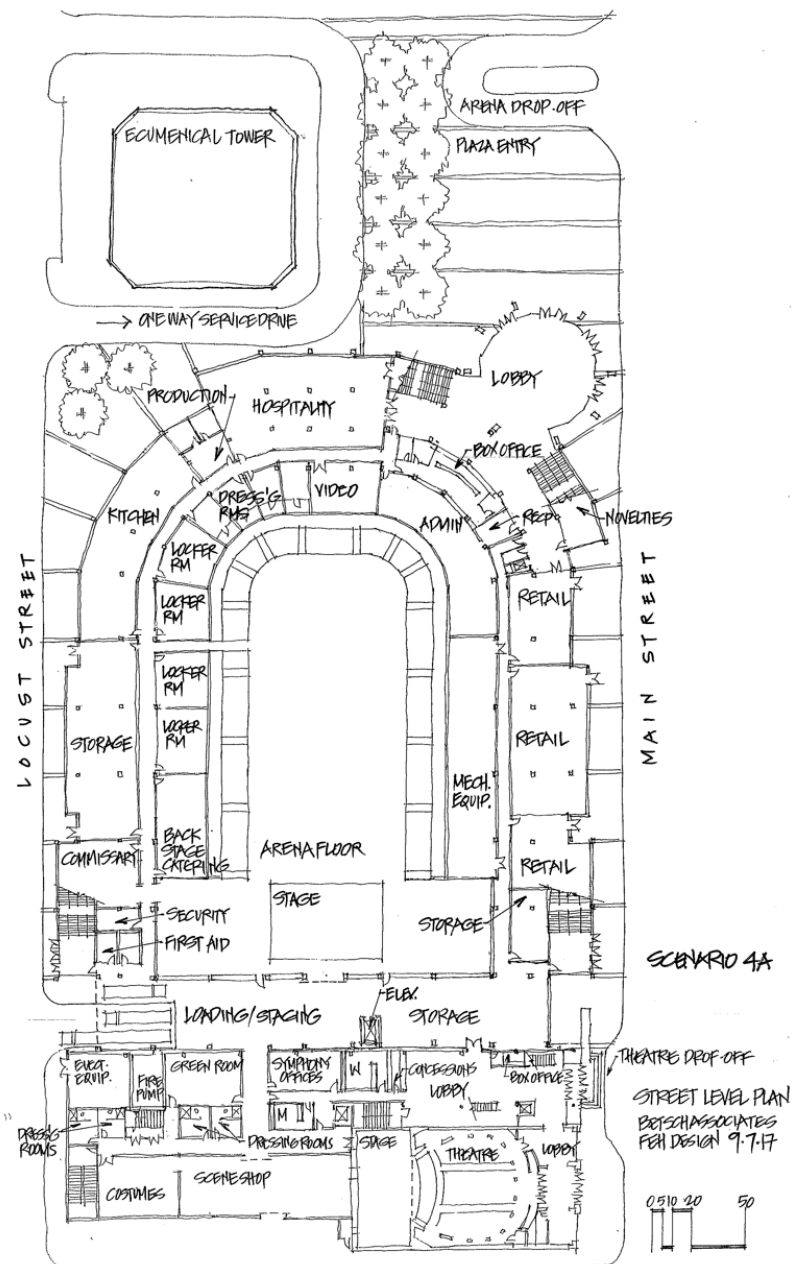 ARENA DROP-OFF
ECUMENICAL TOWER
PLAZA ENTRY
→ ONE WAY SERVICE DRIVE
LOBBY
PRODUCTION
HOSPITALITY
BOX OFFICE
VIDEO
DRESS'G
RMS
KITCHEN
ADMIN
RECP
NOVELTIES
LOCKER
RM
LOCKER
RM
RETAIL
LOCUST STREET
MAIN STREET
LOCKER
RM
LOCKER
RM
STORAGE
RETAIL
MECH.
EQUIP.
BACK
STAGE
CATERING
COMMISSARY
ARENA FLOOR
RETAIL
STAGE
SECURITY
STORAGE
FIRST AID
SCENARIO 4A
ELEV.
LOADING/STAGING
STORAGE
ELECT.
EQUIP.
FIRE
PUMP
GREEN ROOM
SYMPHONY
OFFICES
W
CONCESSIONS
LOBBY
BOX OFFICE
THEATRE DROP-OFF
STREET LEVEL PLAN
BETSCH ASSOCIATES
FEH DESIGN 9.7.17
M
DRESS'G
ROOMS
DRESSING ROOMS
STAGE
THEATRE
LOBBY
COSTUMES
SCENE SHOP
0 5 10 20 50